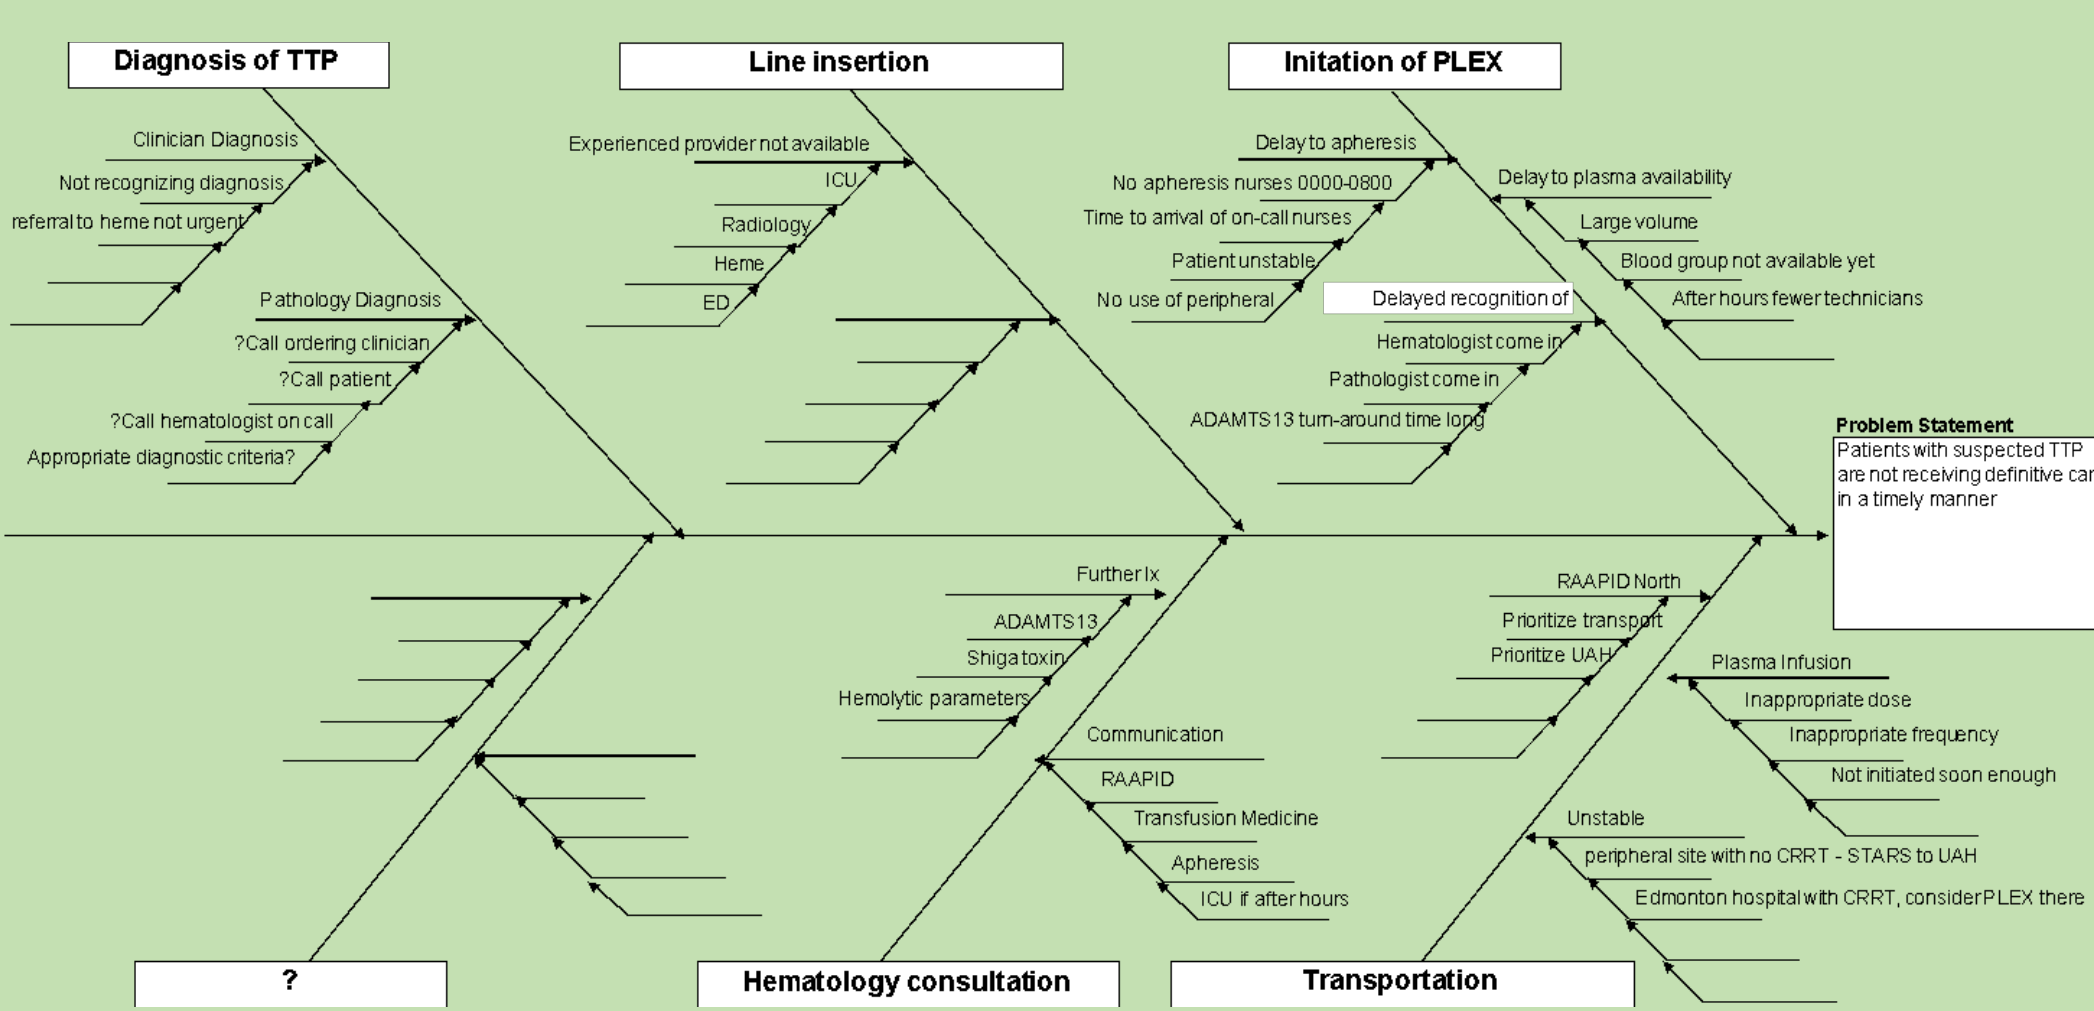 Diagnosis of TTP
Line insertion
Initation of PLEX
Clinician Diagnosis
Not recognizing diagnosis
referral to heme not urgent
Pathology Diagnosis
?Call ordering clinician
?Call patient
?Call hematologist on call
Appropriate diagnostic criteria?
Experienced provider not available
ICU
Radiology
Heme
ED
Delay to apheresis
No apheresis nurses 0000-0800
Time to arrival of on-call nurses
Patient unstable
No use of peripheral
Delay to plasma availability
Large volume
Blood group not available yet
After hours fewer technicians
Delayed recognition of
Hematologist come in
Pathologist come in
ADAMTS13 turn-around time long
Problem Statement
Patients with suspected TTP
are not receiving definitive car
in a timely manner
Further Ix
ADAMTS13
Shiga toxin
Hemolytic parameters
Communication
RAAPID
Transfusion Medicine
Apheresis
ICU if after hours
RAAPID North
Prioritize transport
Prioritize UAH
Plasma Infusion
Inappropriate dose
Inappropriate frequency
Not initiated soon enough
Unstable
peripheral site with no CRRT - STARS to UAH
Edmonton hospital with CRRT, consider PLEX there
?
Hematology consultation
Transportation